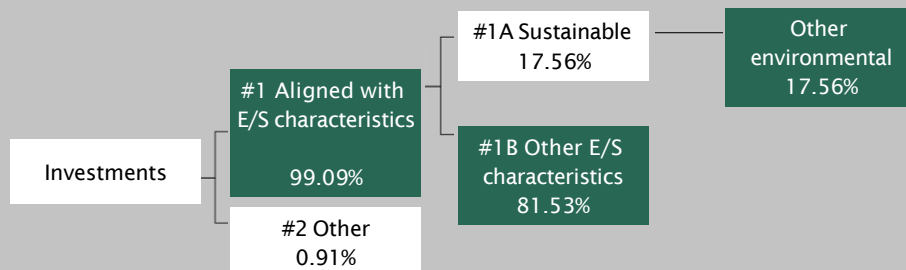 Investments
#1 Aligned with
E/S characteristics
99.09%
#2 Other
0.91%
#1A Sustainable
17.56%
#1B Other E/S
characteristics
81.53%
Other
environmental
17.56%